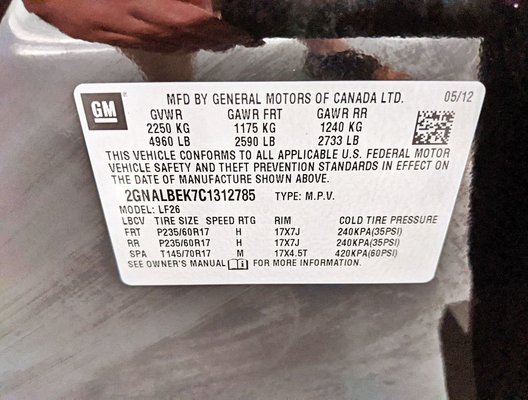 GM
MFD BY GENERAL MOTORS OF CANADA LTD. 05/12
GVWR GAWR FRT GAWR RR
2250 KG 1175 KG 1240 KG
4960 LB 2590 LB 2733 LB
THIS VEHICLE CONFORMS TO ALL APPLICABLE U.S. FEDERAL MOTOR
VEHICLE SAFETY AND THEFT PREVENTION STANDARDS IN EFFECT ON
THE DATE OF MANUFACTURE SHOWN ABOVE.
2GNALBEK7C1312785 TYPE: M.P.V.
MODEL: LF26
LBCV TIRE SIZE SPEED RTG RIM COLD TIRE PRESSURE
FRT P235/60R17 H 17X7J 240KPA(35PSI)
RR P235/60R17 H 17X7J 240KPA(35PSI)
SPA T145/70R17 M 17X4.5T 420KPA(60PSI)
SEE OWNER'S MANUAL FOR MORE INFORMATION.